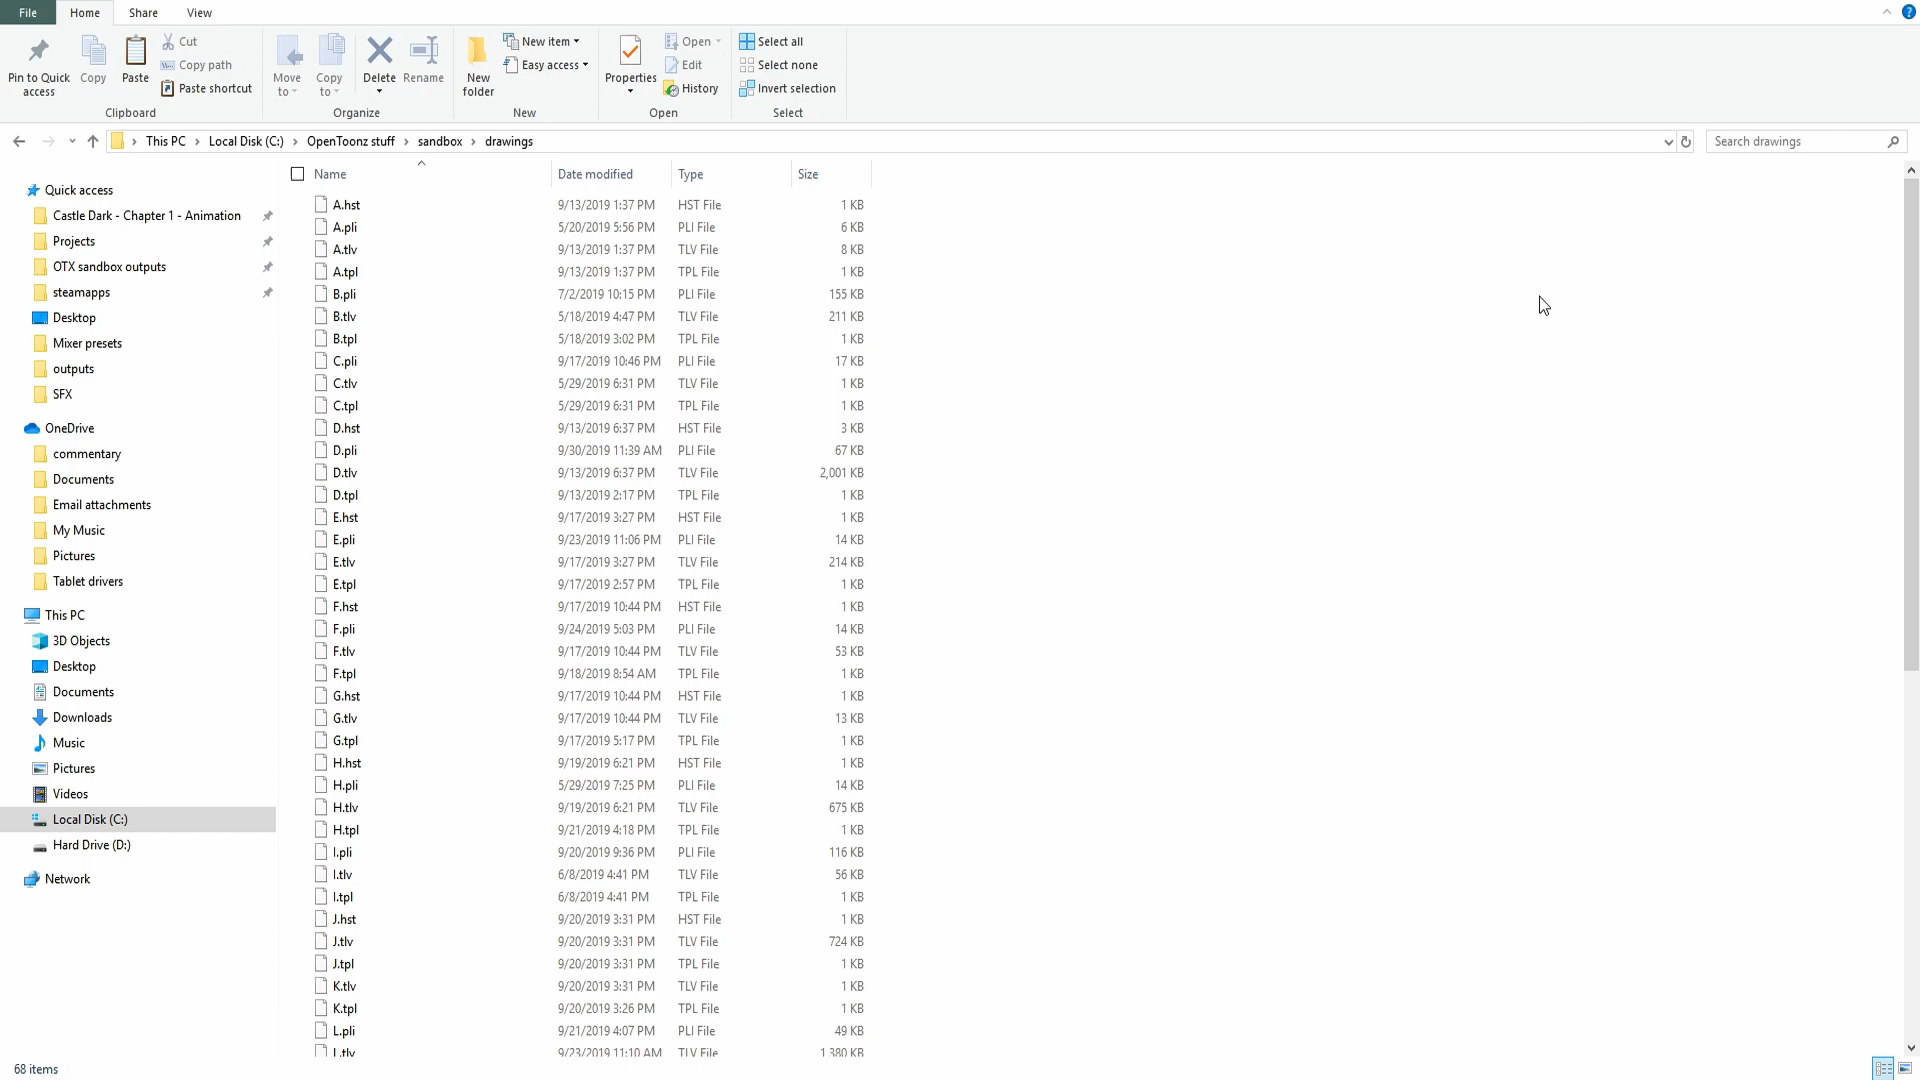 File Home Share View
Pin to Quick access Copy Paste Cut Copy path Paste shortcut Move to Copy to Delete Rename New folder New item Easy access Properties Open Edit History Select all Select none Invert selection
Clipboard Organize New Open Select
This PC Local Disk (C:) OpenToonz stuff sandbox drawings Search drawings
Quick access
Castle Dark - Chapter 1 - Animation
Projects
OTX sandbox outputs
steamapps
Desktop
Mixer presets
outputs
SFX
OneDrive
commentary
Documents
Email attachments
My Music
Pictures
Tablet drivers
This PC
3D Objects
Desktop
Documents
Downloads
Music
Pictures
Videos
Local Disk (C:)
Hard Drive (D:)
Network
Name Date modified Type Size
A.hst 9/13/2019 1:37 PM HST File 1 KB
A.pli 5/20/2019 5:56 PM PLI File 6 KB
A.tlv 9/13/2019 1:37 PM TLV File 8 KB
A.tpl 9/13/2019 1:37 PM TPL File 1 KB
B.pli 7/2/2019 10:15 PM PLI File 155 KB
B.tlv 5/18/2019 4:47 PM TLV File 211 KB
B.tpl 5/18/2019 3:02 PM TPL File 1 KB
C.pli 9/17/2019 10:46 PM PLI File 17 KB
C.tlv 5/29/2019 6:31 PM TLV File 1 KB
C.tpl 5/29/2019 6:31 PM TPL File 1 KB
D.hst 9/13/2019 6:37 PM HST File 3 KB
D.pli 9/30/2019 11:39 AM PLI File 67 KB
D.tlv 9/13/2019 6:37 PM TLV File 2,001 KB
D.tpl 9/13/2019 2:17 PM TPL File 1 KB
E.hst 9/17/2019 3:27 PM HST File 1 KB
E.pli 9/23/2019 11:06 PM PLI File 14 KB
E.tlv 9/17/2019 3:27 PM TLV File 214 KB
E.tpl 9/17/2019 2:57 PM TPL File 1 KB
F.hst 9/17/2019 10:44 PM HST File 1 KB
F.pli 9/24/2019 5:03 PM PLI File 14 KB
F.tlv 9/17/2019 10:44 PM TLV File 53 KB
F.tpl 9/18/2019 8:54 AM TPL File 1 KB
G.hst 9/17/2019 10:44 PM HST File 1 KB
G.tlv 9/17/2019 10:44 PM TLV File 13 KB
G.tpl 9/17/2019 5:17 PM TPL File 1 KB
H.hst 9/19/2019 6:21 PM HST File 1 KB
H.pli 5/29/2019 7:25 PM PLI File 14 KB
H.tlv 9/19/2019 6:21 PM TLV File 675 KB
H.tpl 9/21/2019 4:18 PM TPL File 1 KB
I.pli 9/20/2019 9:36 PM PLI File 116 KB
I.tlv 6/8/2019 4:41 PM TLV File 56 KB
I.tpl 6/8/2019 4:41 PM TPL File 1 KB
J.hst 9/20/2019 3:31 PM HST File 1 KB
J.tlv 9/20/2019 3:31 PM TLV File 724 KB
J.tpl 9/20/2019 3:31 PM TPL File 1 KB
K.tlv 9/20/2019 3:31 PM TLV File 1 KB
K.tpl 9/20/2019 3:26 PM TPL File 1 KB
L.pli 9/21/2019 4:07 PM PLI File 49 KB
L.tlv 9/23/2019 11:10 AM TLV File 1,380 KB
68 items